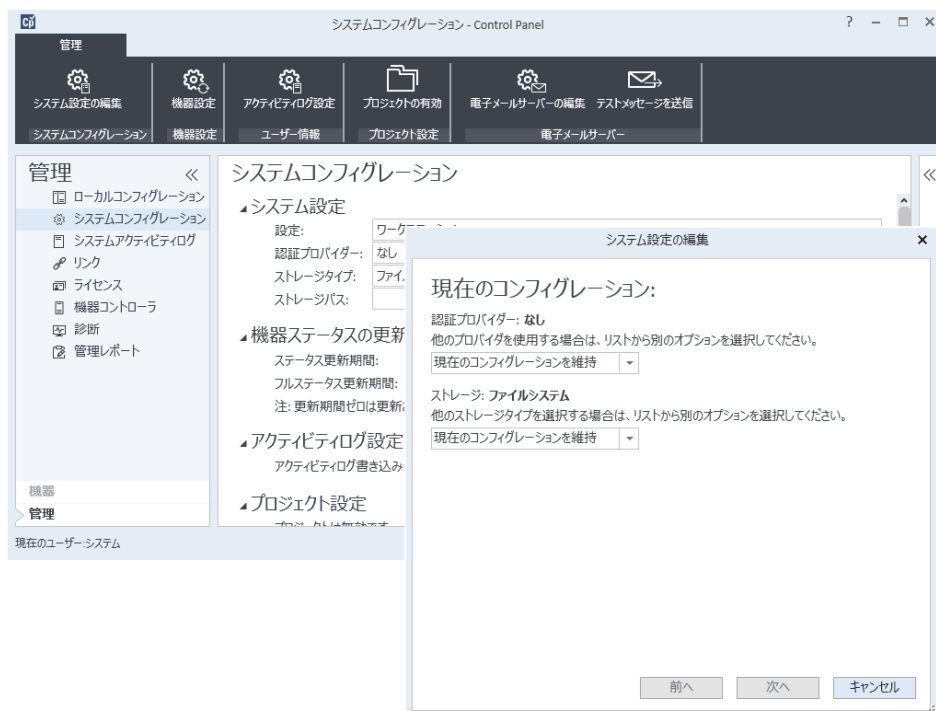 システムコンフィグレーション - Control Panel
管理
システム設定の編集
機器設定
アクティビティログ設定
プロジェクトの有効
電子メールサーバーの編集
テストメッセージを送信
システムコンフィグレーション
機器設定
ユーザー情報
プロジェクト設定
電子メールサーバー
管理
ローカルコンフィグレーション
システムコンフィグレーション
システムアクティビティログ
リンク
ライセンス
機器コントローラ
診断
管理レポート
機器
管理
現在のユーザー:システム
システムコンフィグレーション
システム設定
設定:
認証プロバイダー: なし
ストレージタイプ: ファイ
ストレージパス:
機器ステータスの更新
ステータス更新期間:
フルステータス更新期間:
注: 更新期間ゼロは更新
アクティビティログ設定
アクティビティログ書き込み
プロジェクト設定
システム設定の編集
現在のコンフィグレーション:
認証プロバイダー: なし
他のプロバイダを使用する場合は、リストから別のオプションを選択してください。
現在のコンフィグレーションを維持
ストレージ: ファイルシステム
他のストレージタイプを選択する場合は、リストから別のオプションを選択してください。
現在のコンフィグレーションを維持
前へ
次へ
キャンセル